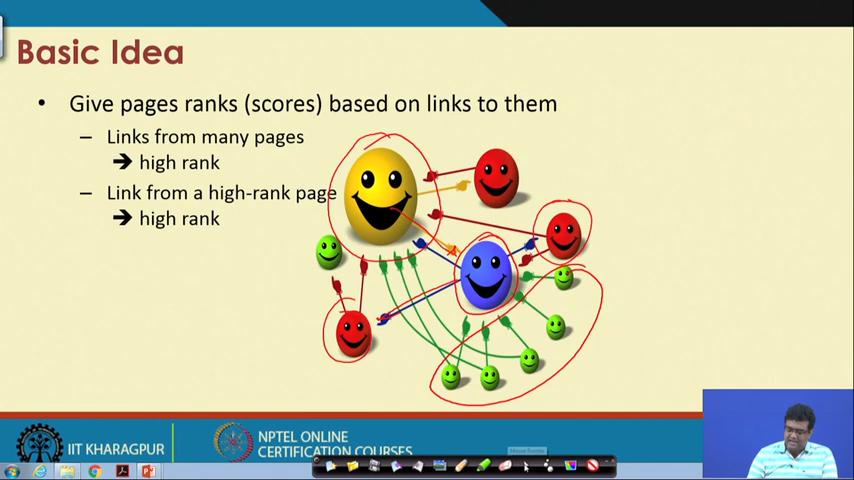 Basic Idea
• Give pages ranks (scores) based on links to them
– Links from many pages
➔ high rank
– Link from a high-rank page
➔ high rank
IIT KHARAGPUR
NPTEL ONLINE
CERTIFICATION COURSES